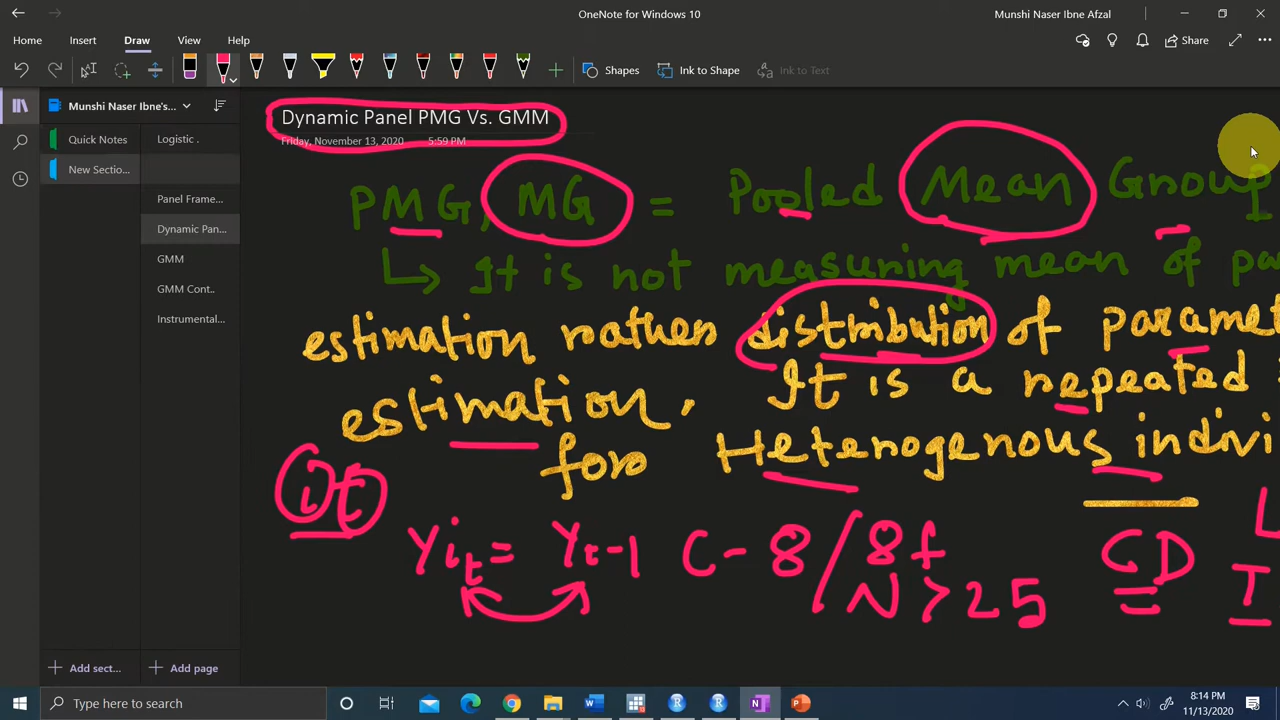 OneNote for Windows 10
Munshi Naser Ibne Afzal
Home Insert Draw View Help
Share
Shapes Ink to Shape Ink to Text
Munshi Naser Ibne's...
Quick Notes
New Sectio...
Logistic .
Panel Frame...
Dynamic Pan...
GMM
GMM Cont..
Instrumental...
Add sect...
Add page
Dynamic Panel PMG Vs. GMM
Friday, November 13, 2020 5:59 PM
PMG, MG = Pooled Mean Group
It is not measuring mean of pa
estimation rather distribution of paramet
estimation. It is a repeated
for Heterogenous indivi
it
Yit = Yt-1 C-8/8f
N > 25
CD
T
Type here to search
8:14 PM
11/13/2020